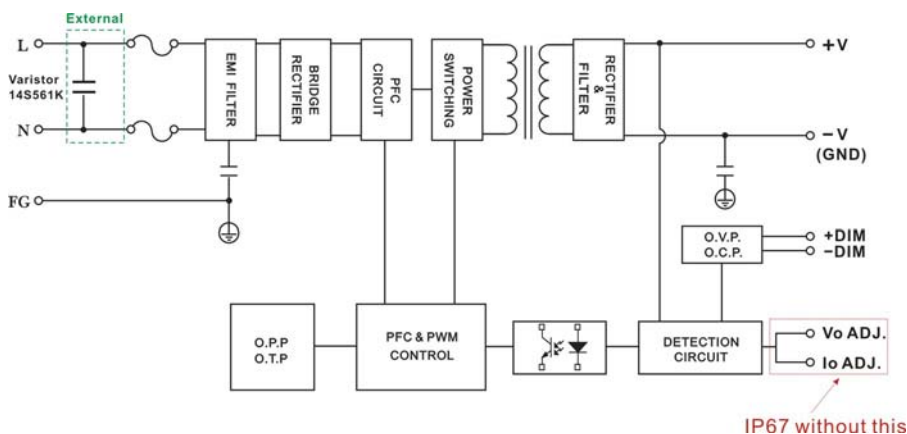 External
L
Varistor
14S561K
N
FG
EMI FILTER
BRIDGE
RECTIFIER
PFC
CIRCUIT
POWER
SWITCHING
RECTIFIER
&
FILTER
+V
-V
(GND)
O.V.P.
O.C.P.
+DIM
-DIM
O.P.P
O.T.P
PFC & PWM
CONTROL
DETECTION
CIRCUIT
Vo ADJ.
Io ADJ.
IP67 without this